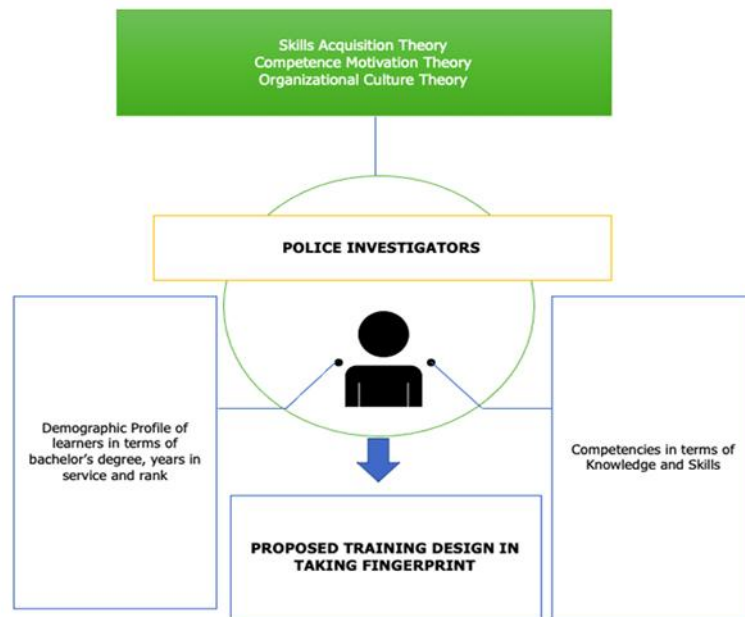 Skills Acquisition Theory
Competence Motivation Theory
Organizational Culture Theory
POLICE INVESTIGATORS
Demographic Profile of
learners in terms of
bachelor's degree, years in
service and rank
Competencies in terms of
Knowledge and Skills
PROPOSED TRAINING DESIGN IN
TAKING FINGERPRINT